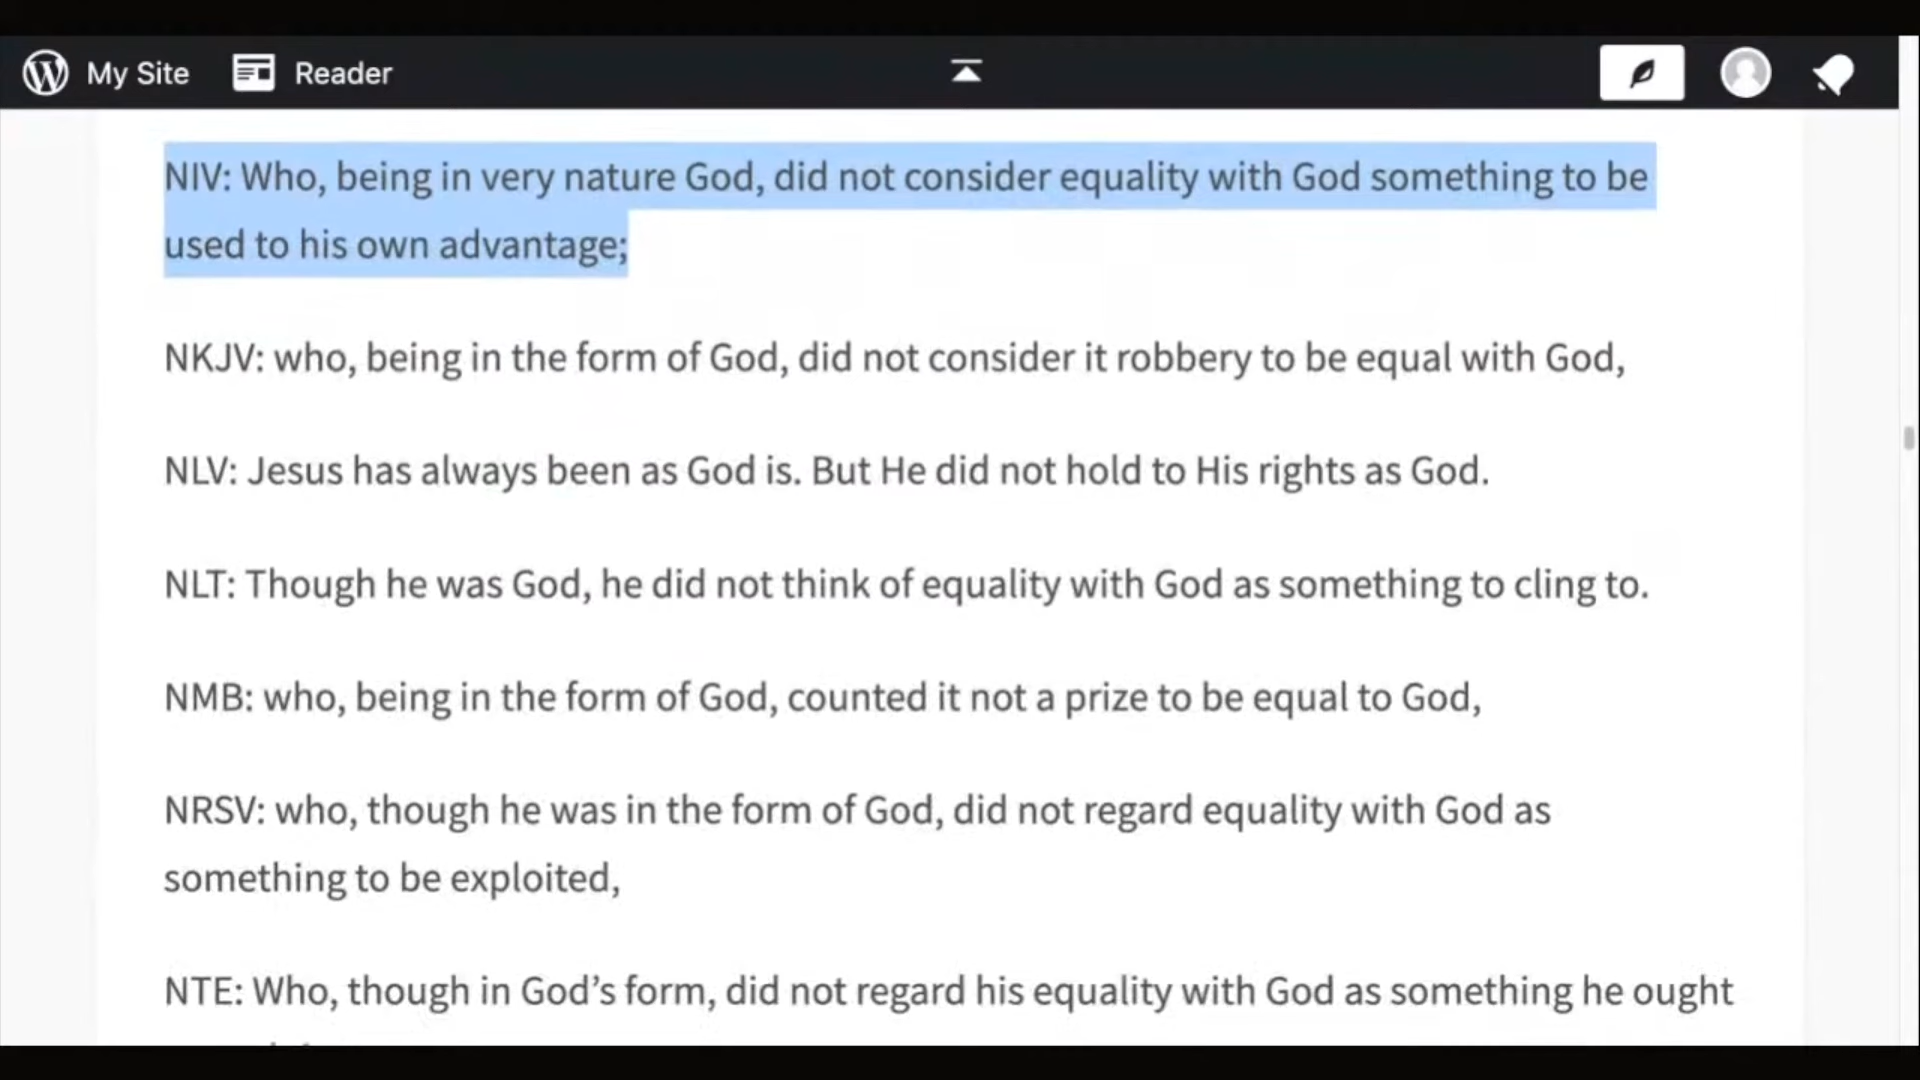 My Site
Reader
NIV: Who, being in very nature God, did not consider equality with God something to be
used to his own advantage;
NKJV: who, being in the form of God, did not consider it robbery to be equal with God,
NLV: Jesus has always been as God is. But He did not hold to His rights as God.
NLT: Though he was God, he did not think of equality with God as something to cling to.
NMB: who, being in the form of God, counted it not a prize to be equal to God,
NRSV: who, though he was in the form of God, did not regard equality with God as
something to be exploited,
NTE: Who, though in God’s form, did not regard his equality with God as something he ought